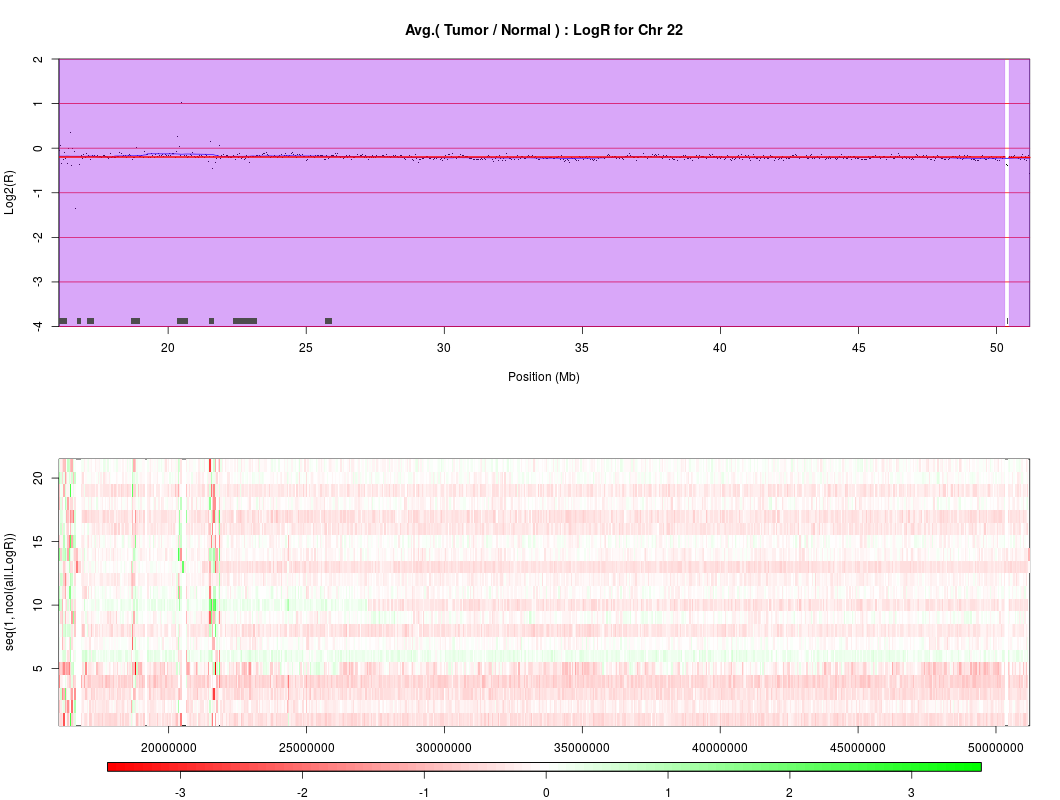 Avg.( Tumor / Normal ) : LogR for Chr 22
Log2(R)
2
1
0
-1
-2
-3
-4
20 25 30 35 40 45 50
Position (Mb)
seq(1, ncol(all.LogR))
20
15
10
5
20000000 25000000 30000000 35000000 40000000 45000000 50000000
-3 -2 -1 0 1 2 3